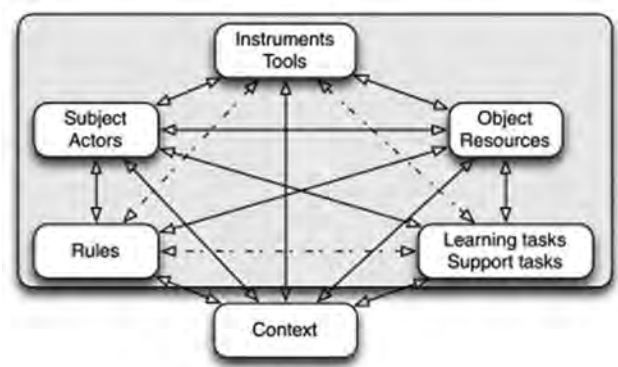 Instruments
Tools
Subject
Actors
Object
Resources
Rules
Learning tasks
Support tasks
Context